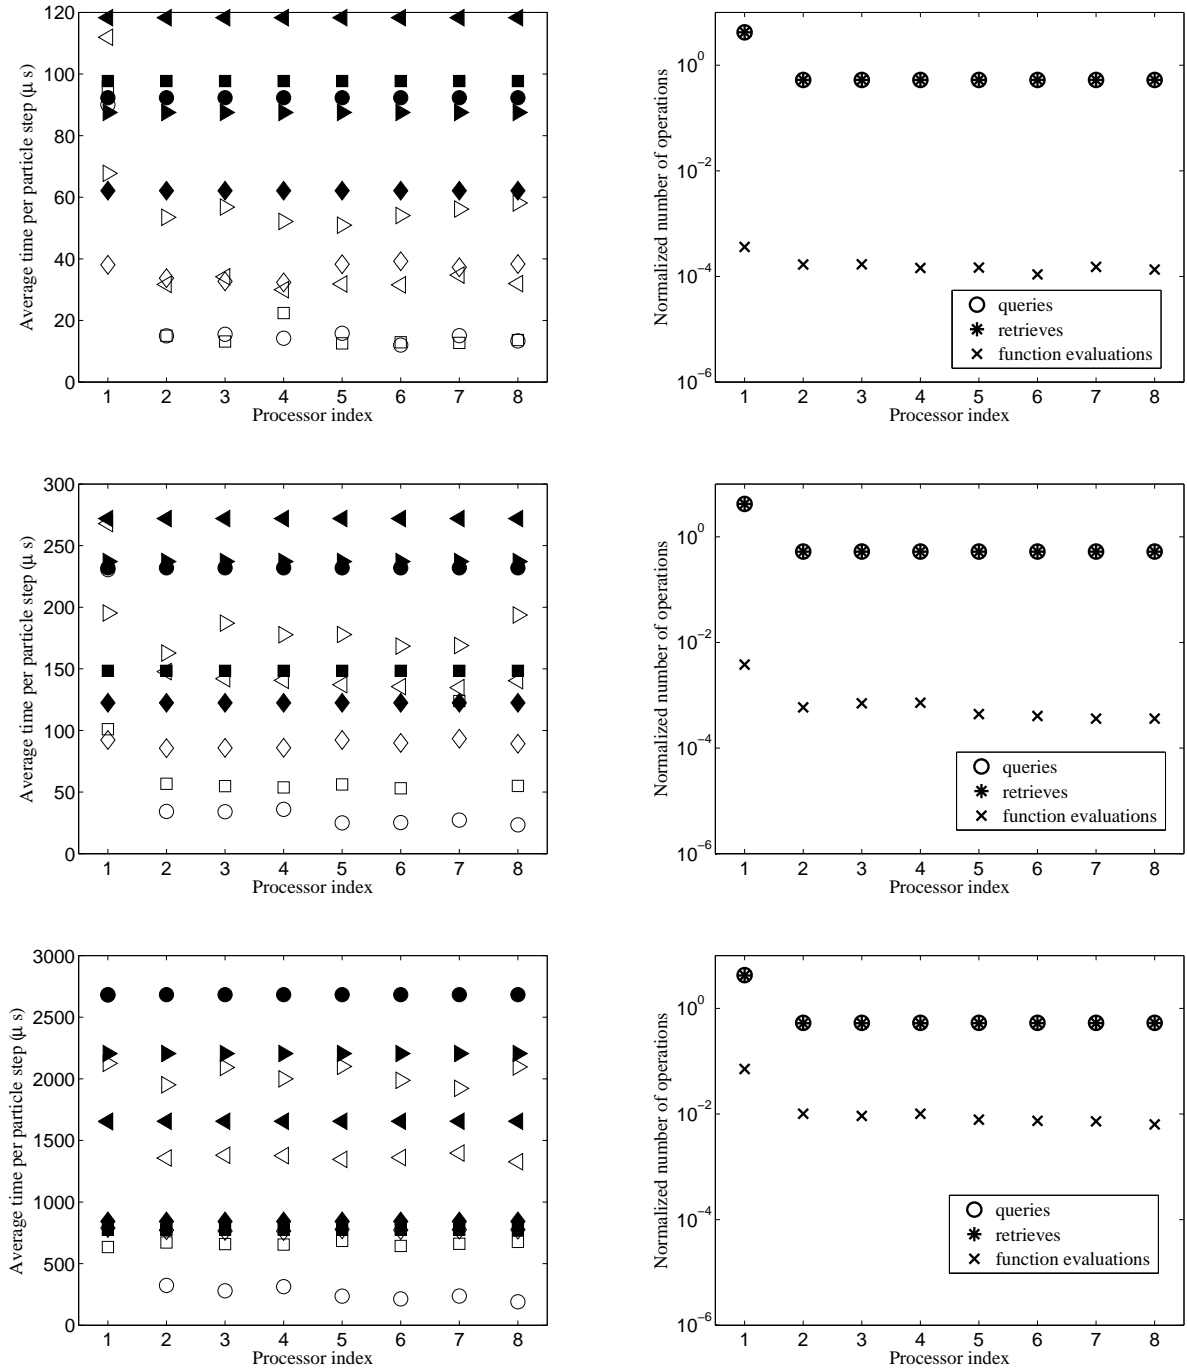 120
100
80
60
40
20
0
Average time per particle step (μ s)
1 2 3 4 5 6 7 8
Processor index
10^0
10^−2
10^−4
10^−6
Normalized number of operations
queries
retrieves
function evaluations
1 2 3 4 5 6 7 8
Processor index
300
250
200
150
100
50
0
Average time per particle step (μ s)
1 2 3 4 5 6 7 8
Processor index
10^0
10^−2
10^−4
10^−6
Normalized number of operations
queries
retrieves
function evaluations
1 2 3 4 5 6 7 8
Processor index
3000
2500
2000
1500
1000
500
0
Average time per particle step (μ s)
1 2 3 4 5 6 7 8
Processor index
10^0
10^−2
10^−4
10^−6
Normalized number of operations
queries
retrieves
function evaluations
1 2 3 4 5 6 7 8
Processor index